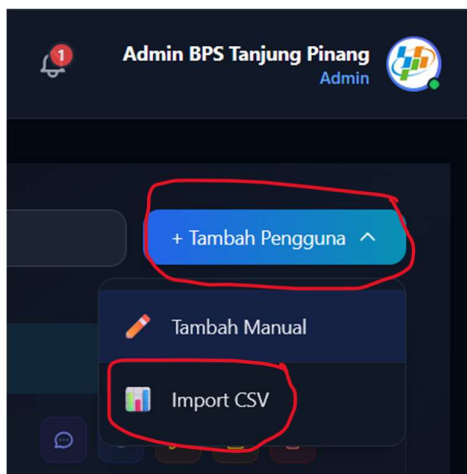 1
Admin BPS Tanjung Pinang
Admin
+ Tambah Pengguna
Tambah Manual
Import CSV